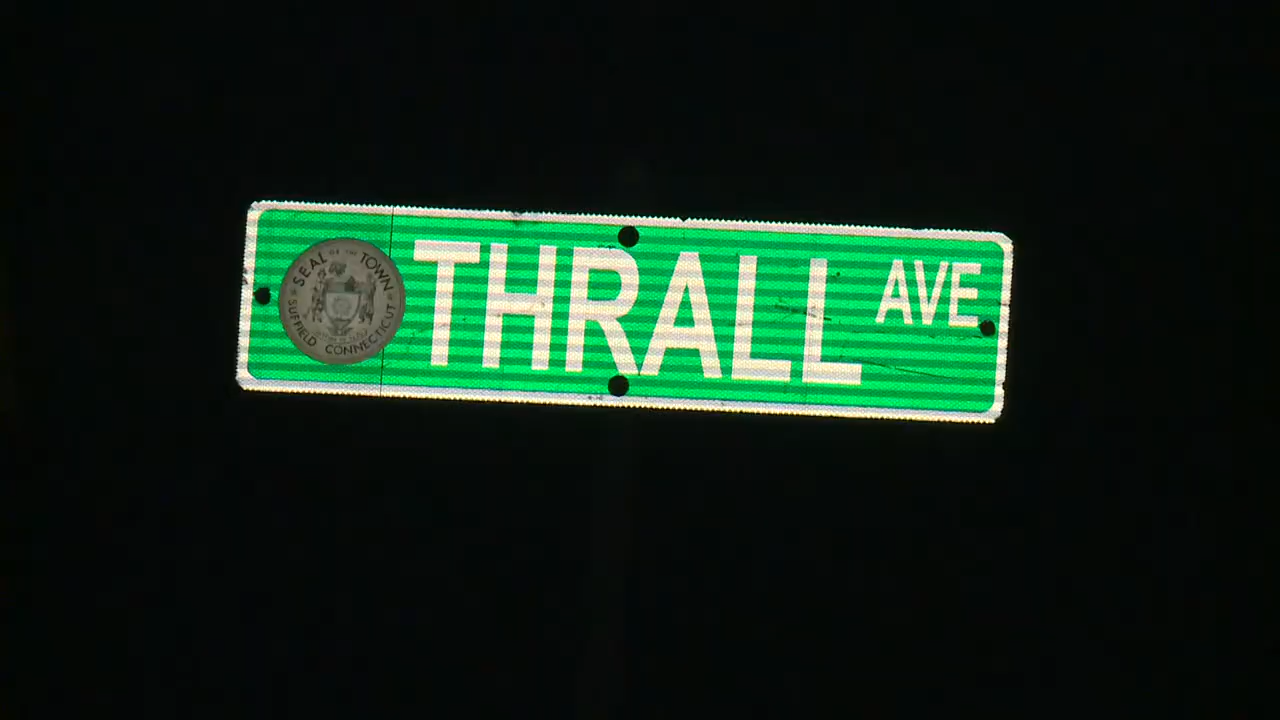 SEAL OF THE TOWN
SUFFIELD CONNECTICUT
THRALL AVE